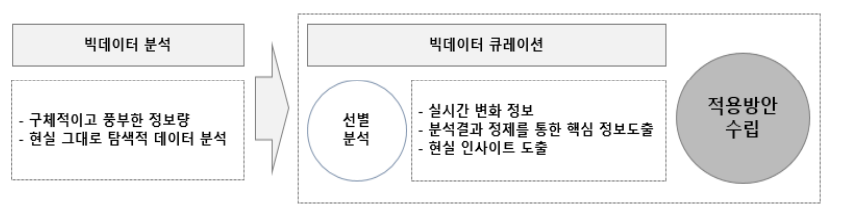 빅데이터 분석
- 구체적이고 풍부한 정보량
- 현실 그대로 탐색적 데이터 분석
빅데이터 큐레이션
선별
분석
- 실시간 변화 정보
- 분석결과 정제를 통한 핵심 정보도출
- 현실 인사이트 도출
적용방안
수립